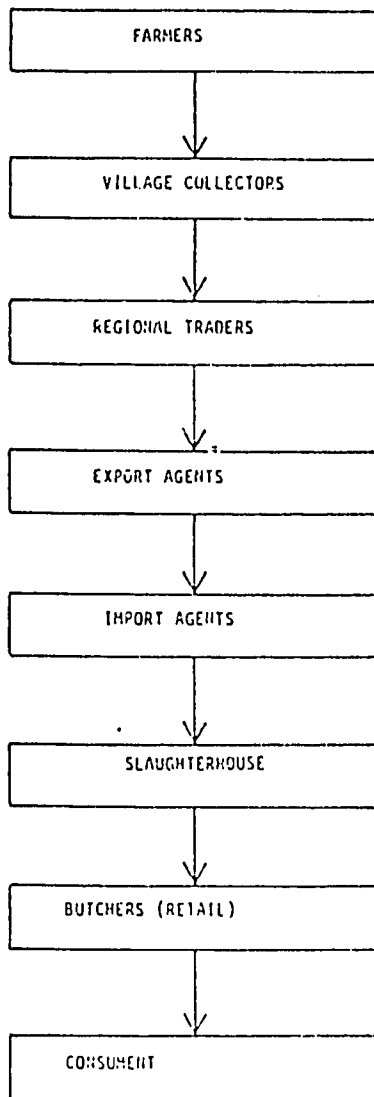 FARMERS
VILLAGE COLLECTORS
REGIONAL TRADERS
EXPORT AGENTS
IMPORT AGENTS
SLAUGHTERHOUSE
BUTCHERS (RETAIL)
CONSUMENT